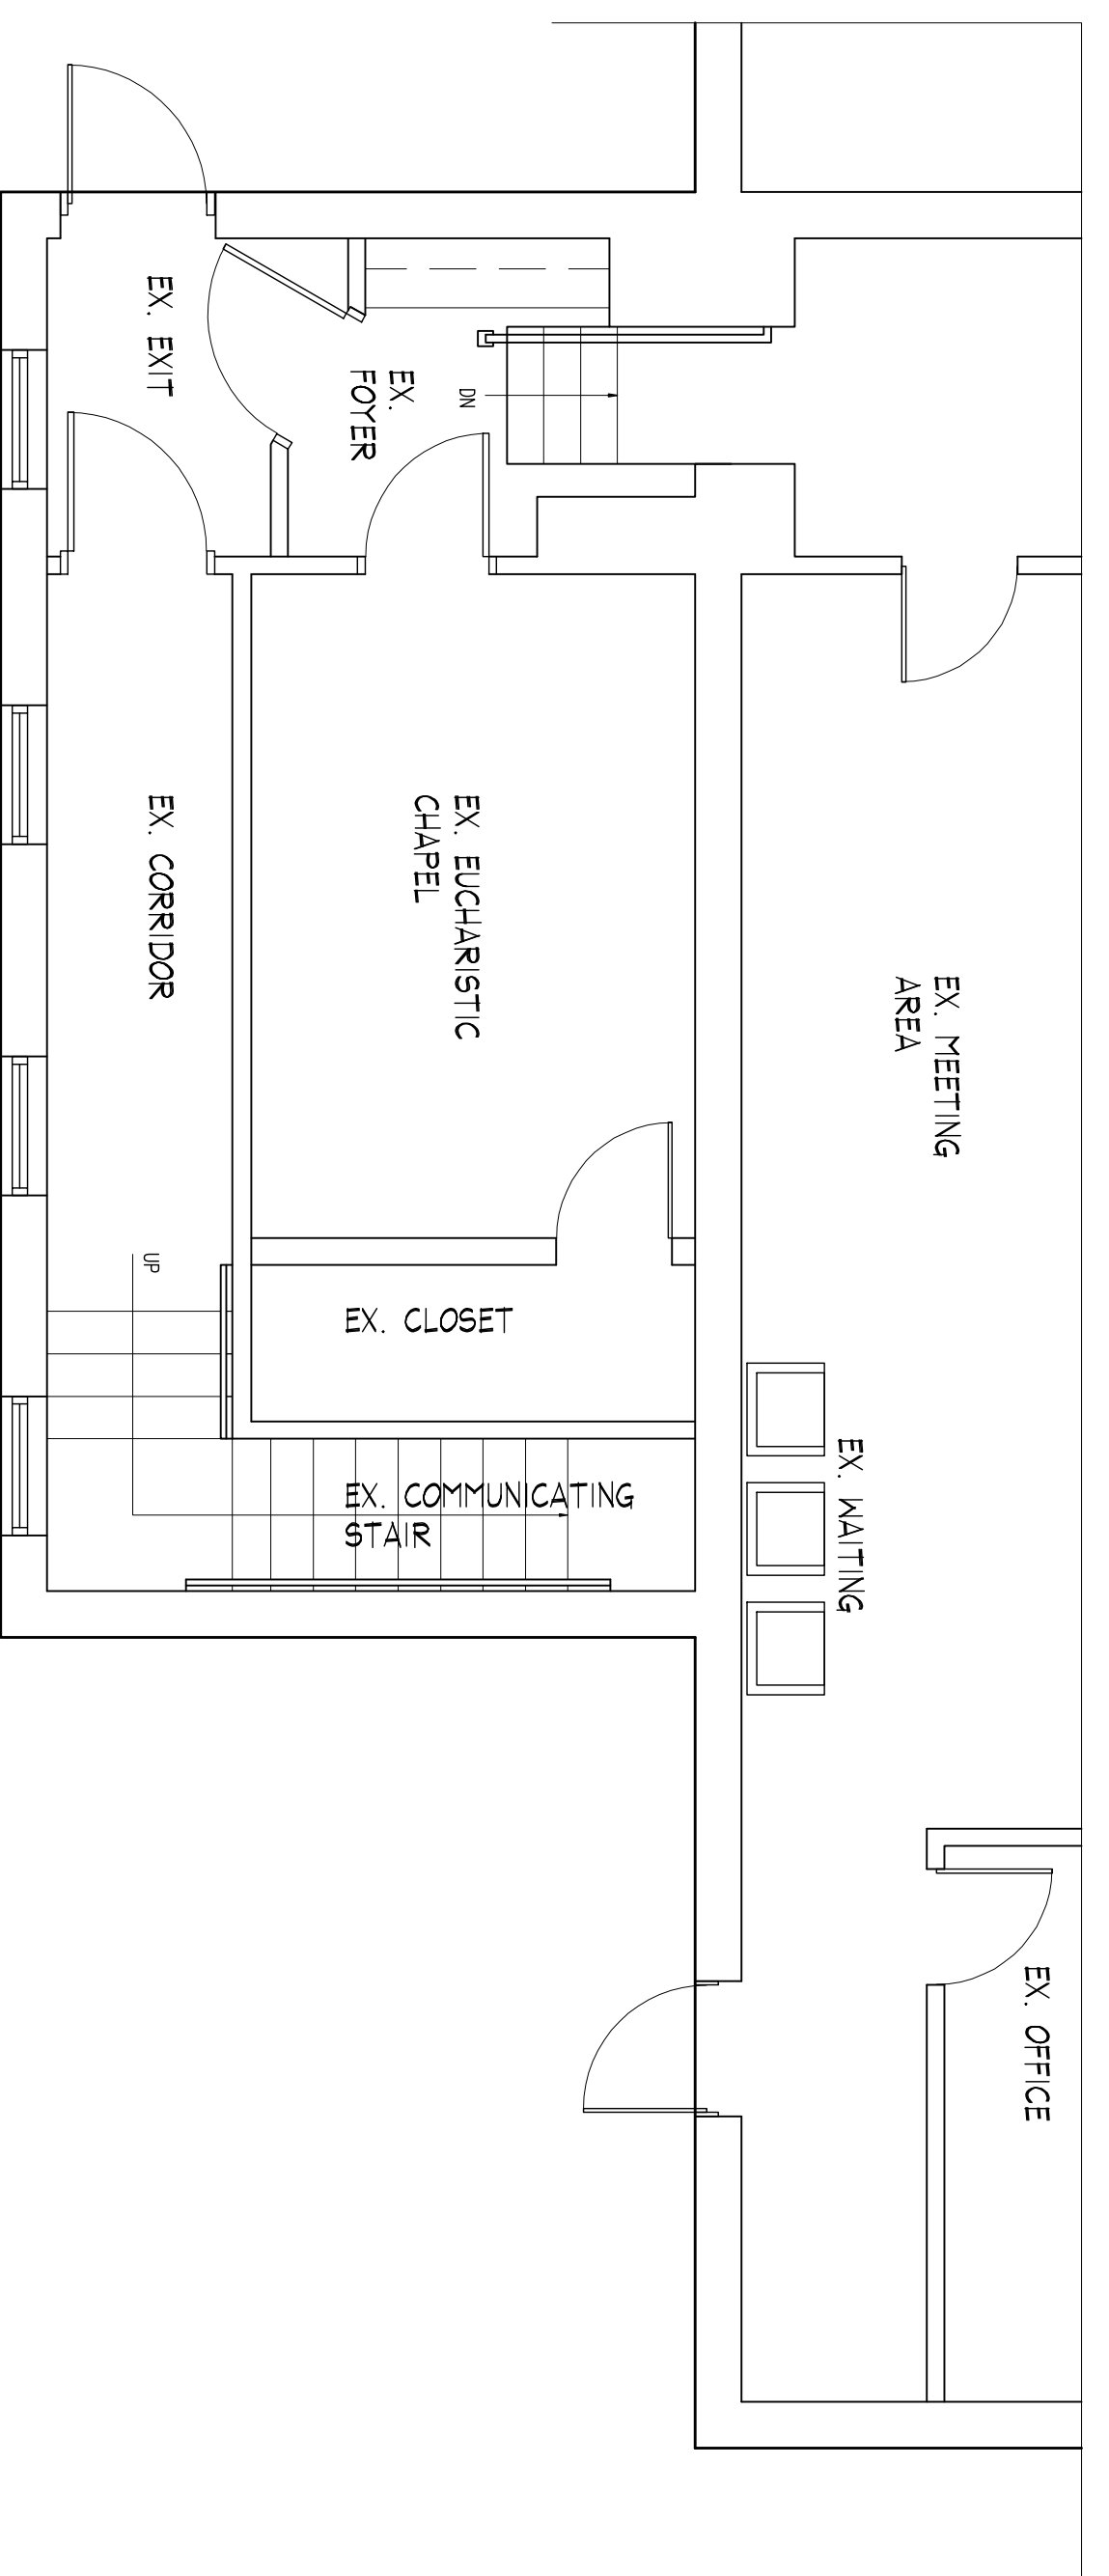 EX. EXIT
EX.
FOYER
DN
EX. CORRIDOR
EX. EUCHARISTIC
CHAPEL
EX. MEETING
AREA
UP
EX. CLOSET
EX. COMMUNICATING
STAIR
EX. WAITING
EX. OFFICE